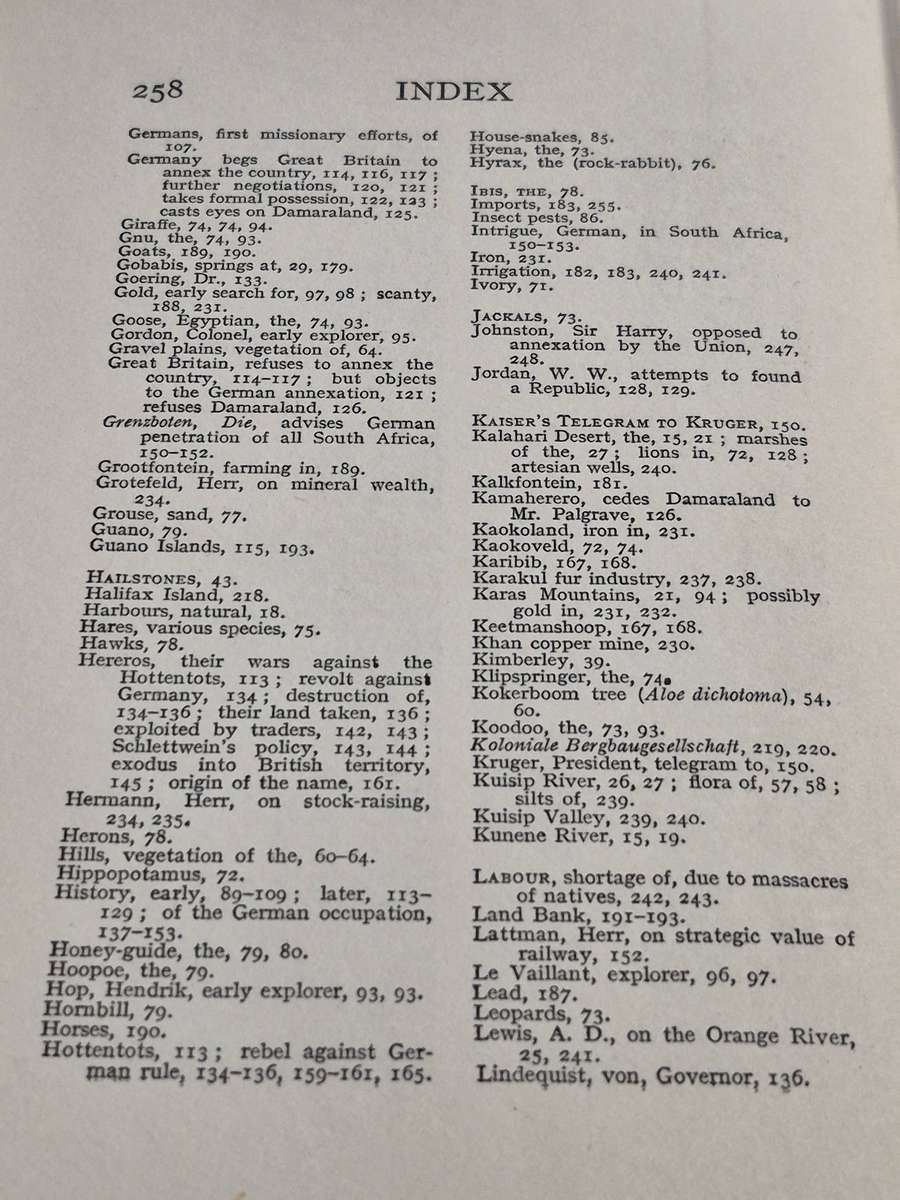 258 INDEX
Germans, first missionary efforts, of
107.
Germany begs Great Britain to
annex the country, 114, 116, 117 ;
further negotiations, 120, 121 ;
takes formal possession, 122, 123 ;
casts eyes on Damaraland, 125.
Giraffe, 74, 74, 94.
Gnu, the, 74, 93.
Goats, 189, 190.
Gobabis, springs at, 29, 179.
Goering, Dr., 133.
Gold, early search for, 97, 98 ; scanty,
188, 231.
Goose, Egyptian, the, 74, 93.
Gordon, Colonel, early explorer, 95.
Gravel plains, vegetation of, 64.
Great Britain, refuses to annex the
country, 114–117 ; but objects
to the German annexation, 121 ;
refuses Damaraland, 126.
Grenzboten, Die, advises German
penetration of all South Africa,
150–152.
Grootfontein, farming in, 189.
Grotefeld, Herr, on mineral wealth,
234.
Grouse, sand, 77.
Guano, 79.
Guano Islands, 115, 193.
HAILSTONES, 43.
Halifax Island, 218.
Harbours, natural, 18.
Hares, various species, 75.
Hawks, 78.
Hereros, their wars against the
Hottentots, 113 ; revolt against
Germany, 134 ; destruction of,
134–136 ; their land taken, 136 ;
exploited by traders, 142, 143 ;
Schlettwein's policy, 143, 144 ;
exodus into British territory,
145 ; origin of the name, 161.
Hermann, Herr, on stock-raising,
234, 235.
Herons, 78.
Hills, vegetation of the, 60–64.
Hippopotamus, 72.
History, early, 89–109 ; later, 113–
129 ; of the German occupation,
137–153.
Honey-guide, the, 79, 80.
Hoopoe, the, 79.
Hop, Hendrik, early explorer, 93, 93.
Hornbill, 79.
Horses, 190.
Hottentots, 113 ; rebel against Ger-
man rule, 134–136, 159–161, 165.
House-snakes, 85.
Hyena, the, 73.
Hyrax, the (rock-rabbit), 76.
IBIS, THE, 78.
Imports, 183, 255.
Insect pests, 86.
Intrigue, German, in South Africa,
150–153.
Iron, 231.
Irrigation, 182, 183, 240, 241.
Ivory, 71.
JACKALS, 73.
Johnston, Sir Harry, opposed to
annexation by the Union, 247,
248.
Jordan, W. W., attempts to found
a Republic, 128, 129.
KAISER'S TELEGRAM TO KRUGER, 150.
Kalahari Desert, the, 15, 21 ; marshes
of the, 27 ; lions in, 72, 128 ;
artesian wells, 240.
Kalkfontein, 181.
Kamaherero, cedes Damaraland to
Mr. Palgrave, 126.
Kaokoland, iron in, 231.
Kaokoveld, 72, 74.
Karibib, 167, 168.
Karakul fur industry, 237, 238.
Karas Mountains, 21, 94 ; possibly
gold in, 231, 232.
Keetmanshoop, 167, 168.
Khan copper mine, 230.
Kimberley, 39.
Klipspringer, the, 74.
Kokerboom tree (Aloe dichotoma), 54,
60.
Koodoo, the, 73, 93.
Koloniale Bergbaugesellschaft, 219, 220.
Kruger, President, telegram to, 150.
Kuisip River, 26, 27 ; flora of, 57, 58 ;
silts of, 239.
Kuisip Valley, 239, 240.
Kunene River, 15, 19.
LABOUR, shortage of, due to massacres
of natives, 242, 243.
Land Bank, 191–193.
Lattman, Herr, on strategic value of
railway, 152.
Le Vaillant, explorer, 96, 97.
Lead, 187.
Leopards, 73.
Lewis, A. D., on the Orange River,
25, 241.
Lindequist, von, Governor, 136.